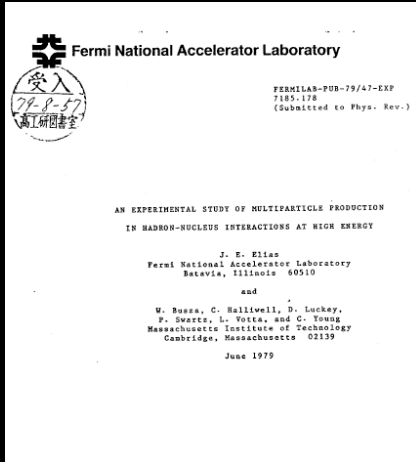 Fermi National Accelerator Laboratory
受入
79-8-57
高工研図書室
FERMILAB-PUB-79/47-EXP
7185.178
(Submitted to Phys. Rev.)
AN EXPERIMENTAL STUDY OF MULTIPARTICLE PRODUCTION
IN HADRON-NUCLEUS INTERACTIONS AT HIGH ENERGY
J. E. Elias
Fermi National Accelerator Laboratory
Batavia, Illinois 60510
and
W. Busza, C. Halliwell, D. Luckey,
P. Swartz, L. Votta, and C. Young
Massachusetts Institute of Technology
Cambridge, Massachusetts 02139
June 1979